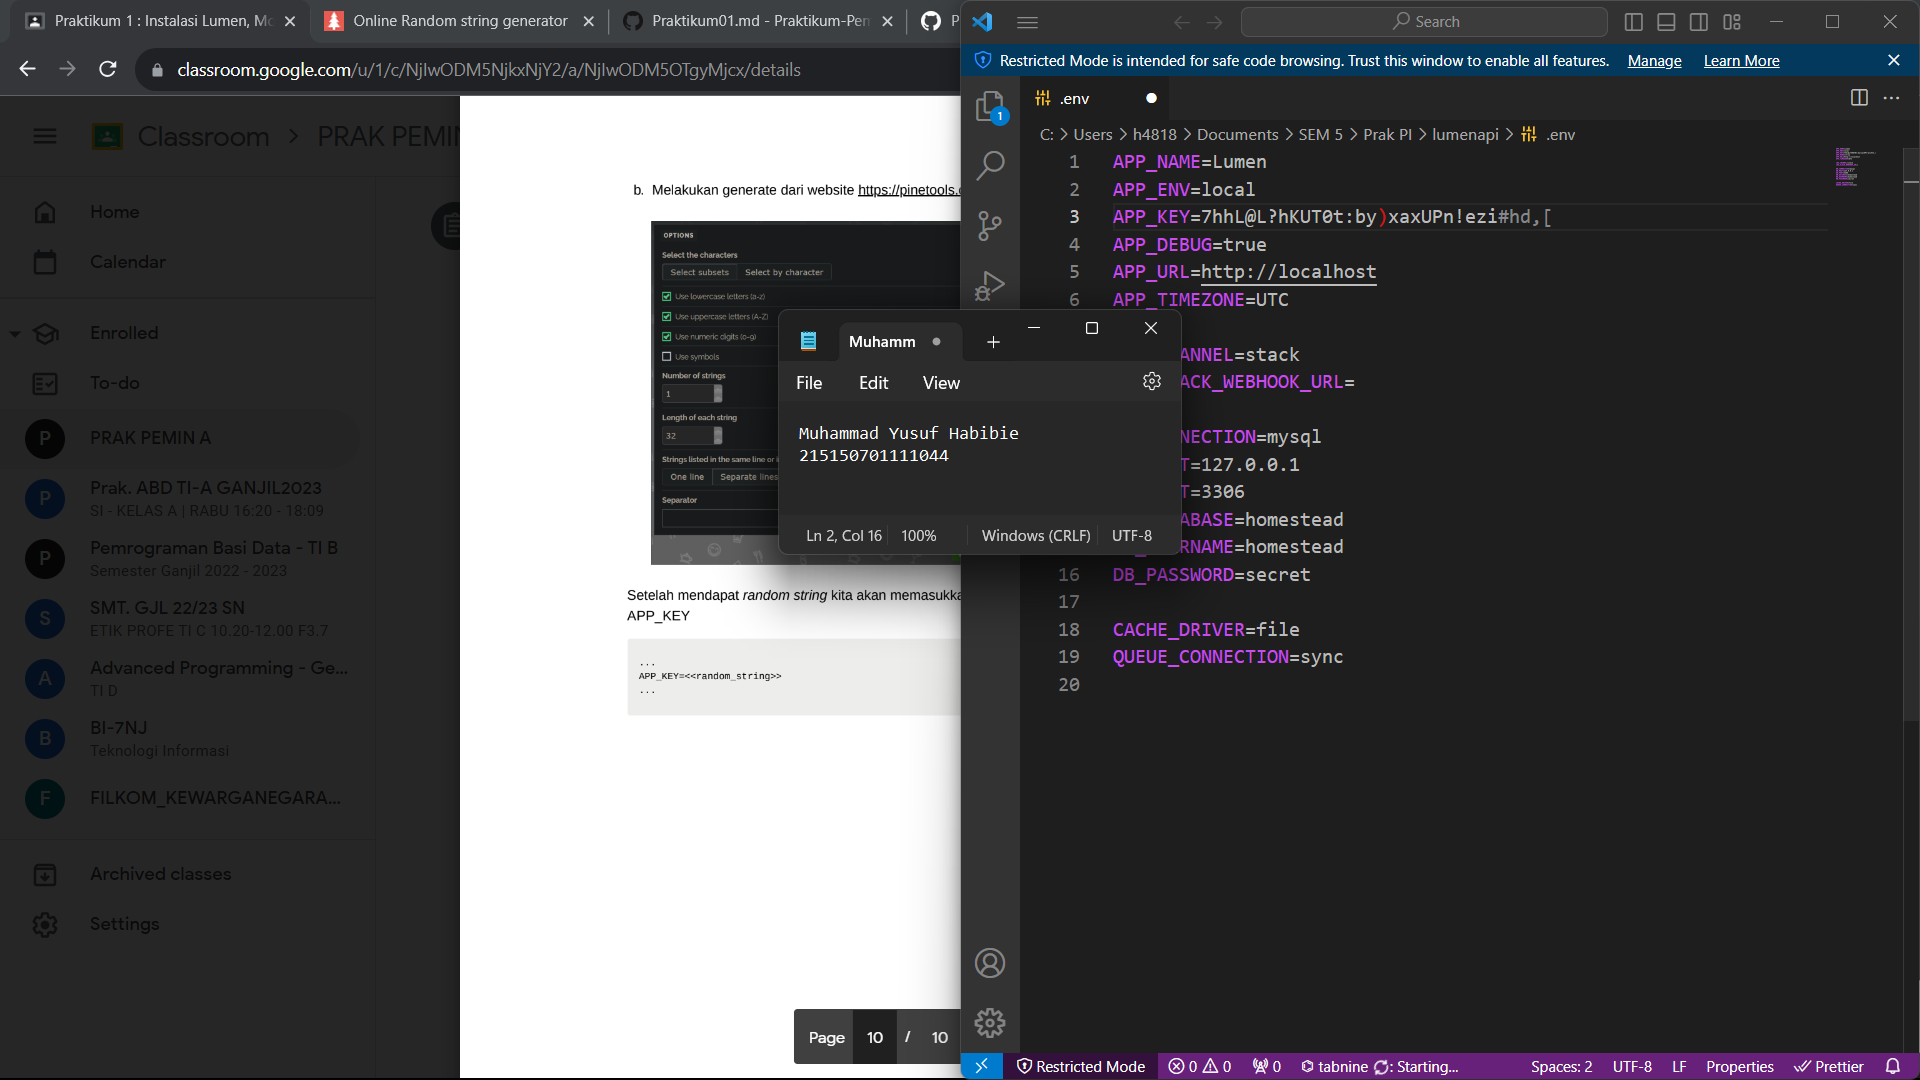 Praktikum 1 : Instalasi Lumen, Mo
Online Random string generator
Praktikum01.md - Praktikum-Pem
P
classroom.google.com/u/1/c/NjIwODM5NjkxNjY2/a/NjIwODM5OTgyMjcx/details
Classroom > PRAK PEMIN
Home
Calendar
Enrolled
To-do
P PRAK PEMIN A
P Prak. ABD TI-A GANJIL2023
SI - KELAS A | RABU 16:20 - 18:09
P Pemrograman Basi Data - TI B
Semester Ganjil 2022 - 2023
S SMT. GJL 22/23 SN
ETIK PROFE TI C 10.20-12.00 F3.7
A Advanced Programming - Ge...
TI D
B BI-7NJ
Teknologi Informasi
F FILKOM_KEWARGANEGARA...
Archived classes
Settings
b. Melakukan generate dari website https://pinetools.c
OPTIONS
Select the characters
Select subsets Select by character
Use lowercase letters (a-z)
Use uppercase letters (A-Z)
Use numeric digits (0-9)
Use symbols
Number of strings
1
Length of each string
32
Strings listed in the same line or i
One line Separate lines
Separator
Setelah mendapat random string kita akan memasukka
APP_KEY
...
APP_KEY=<<random_string>>
...
Page 10 / 10
Muhamm
File Edit View
Muhammad Yusuf Habibie
215150701111044
Ln 2, Col 16 100% Windows (CRLF) UTF-8
Search
Restricted Mode is intended for safe code browsing. Trust this window to enable all features. Manage Learn More
1
.env
C: > Users > h4818 > Documents > SEM 5 > Prak PI > lumenapi > .env
1 APP_NAME=Lumen
2 APP_ENV=local
3 APP_KEY=7hhL@L?hKUT0t:by)xaxUPn!ezi#hd,[
4 APP_DEBUG=true
5 APP_URL=http://localhost
6 APP_TIMEZONE=UTC
ANNEL=stack
ACK_WEBHOOK_URL=
NECTION=mysql
T=127.0.0.1
T=3306
ABASE=homestead
RNAME=homestead
16 DB_PASSWORD=secret
17
18 CACHE_DRIVER=file
19 QUEUE_CONNECTION=sync
20
Restricted Mode 0 0 0 tabnine : Starting... Spaces: 2 UTF-8 LF Properties Prettier